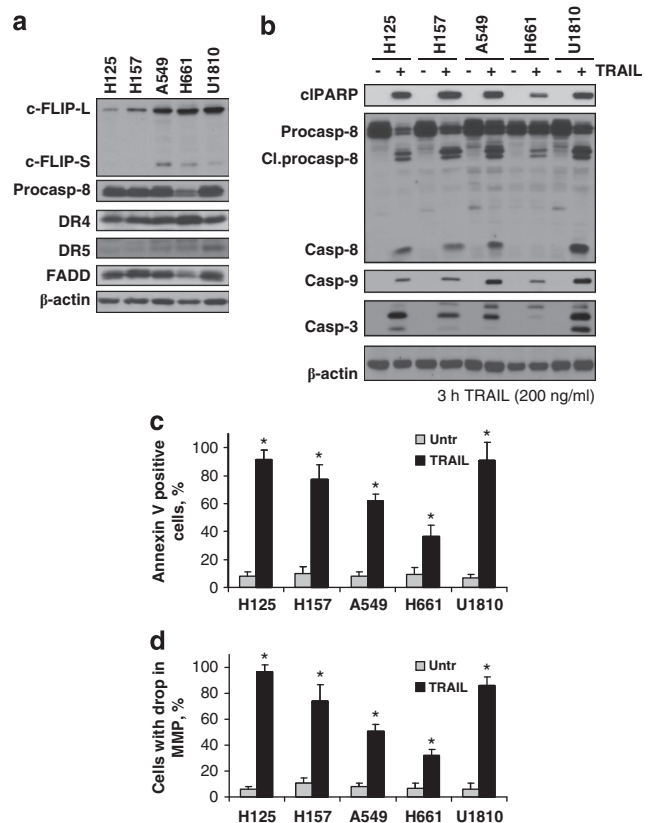 a
H125 H157 A549 H661 U1810
c-FLIP-L
c-FLIP-S
Procasp-8
DR4
DR5
FADD
β-actin
b
H125 H157 A549 H661 U1810
- + - + - + - + - + TRAIL
clPARP
Procasp-8
Cl.procasp-8
Casp-8
Casp-9
Casp-3
β-actin
3 h TRAIL (200 ng/ml)
c
Annexin V positive
cells, %
100
80
60
40
20
0
* * * * *
Untr
TRAIL
H125 H157 A549 H661 U1810
d
Cells with drop in
MMP, %
100
80
60
40
20
0
* * * * *
Untr
TRAIL
H125 H157 A549 H661 U1810